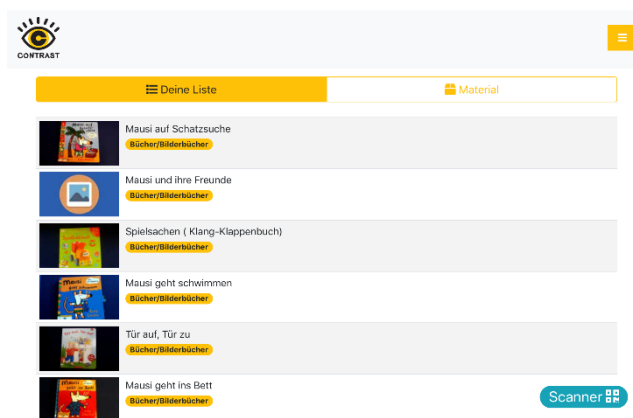 CONTRAST
Deine Liste
Material
Mausi auf Schatzsuche
Bücher/Bilderbücher
Mausi und ihre Freunde
Bücher/Bilderbücher
Spielsachen ( Klang-Klappenbuch)
Bücher/Bilderbücher
Mausi geht schwimmen
Bücher/Bilderbücher
Tür auf, Tür zu
Bücher/Bilderbücher
Mausi geht ins Bett
Bücher/Bilderbücher
Scanner